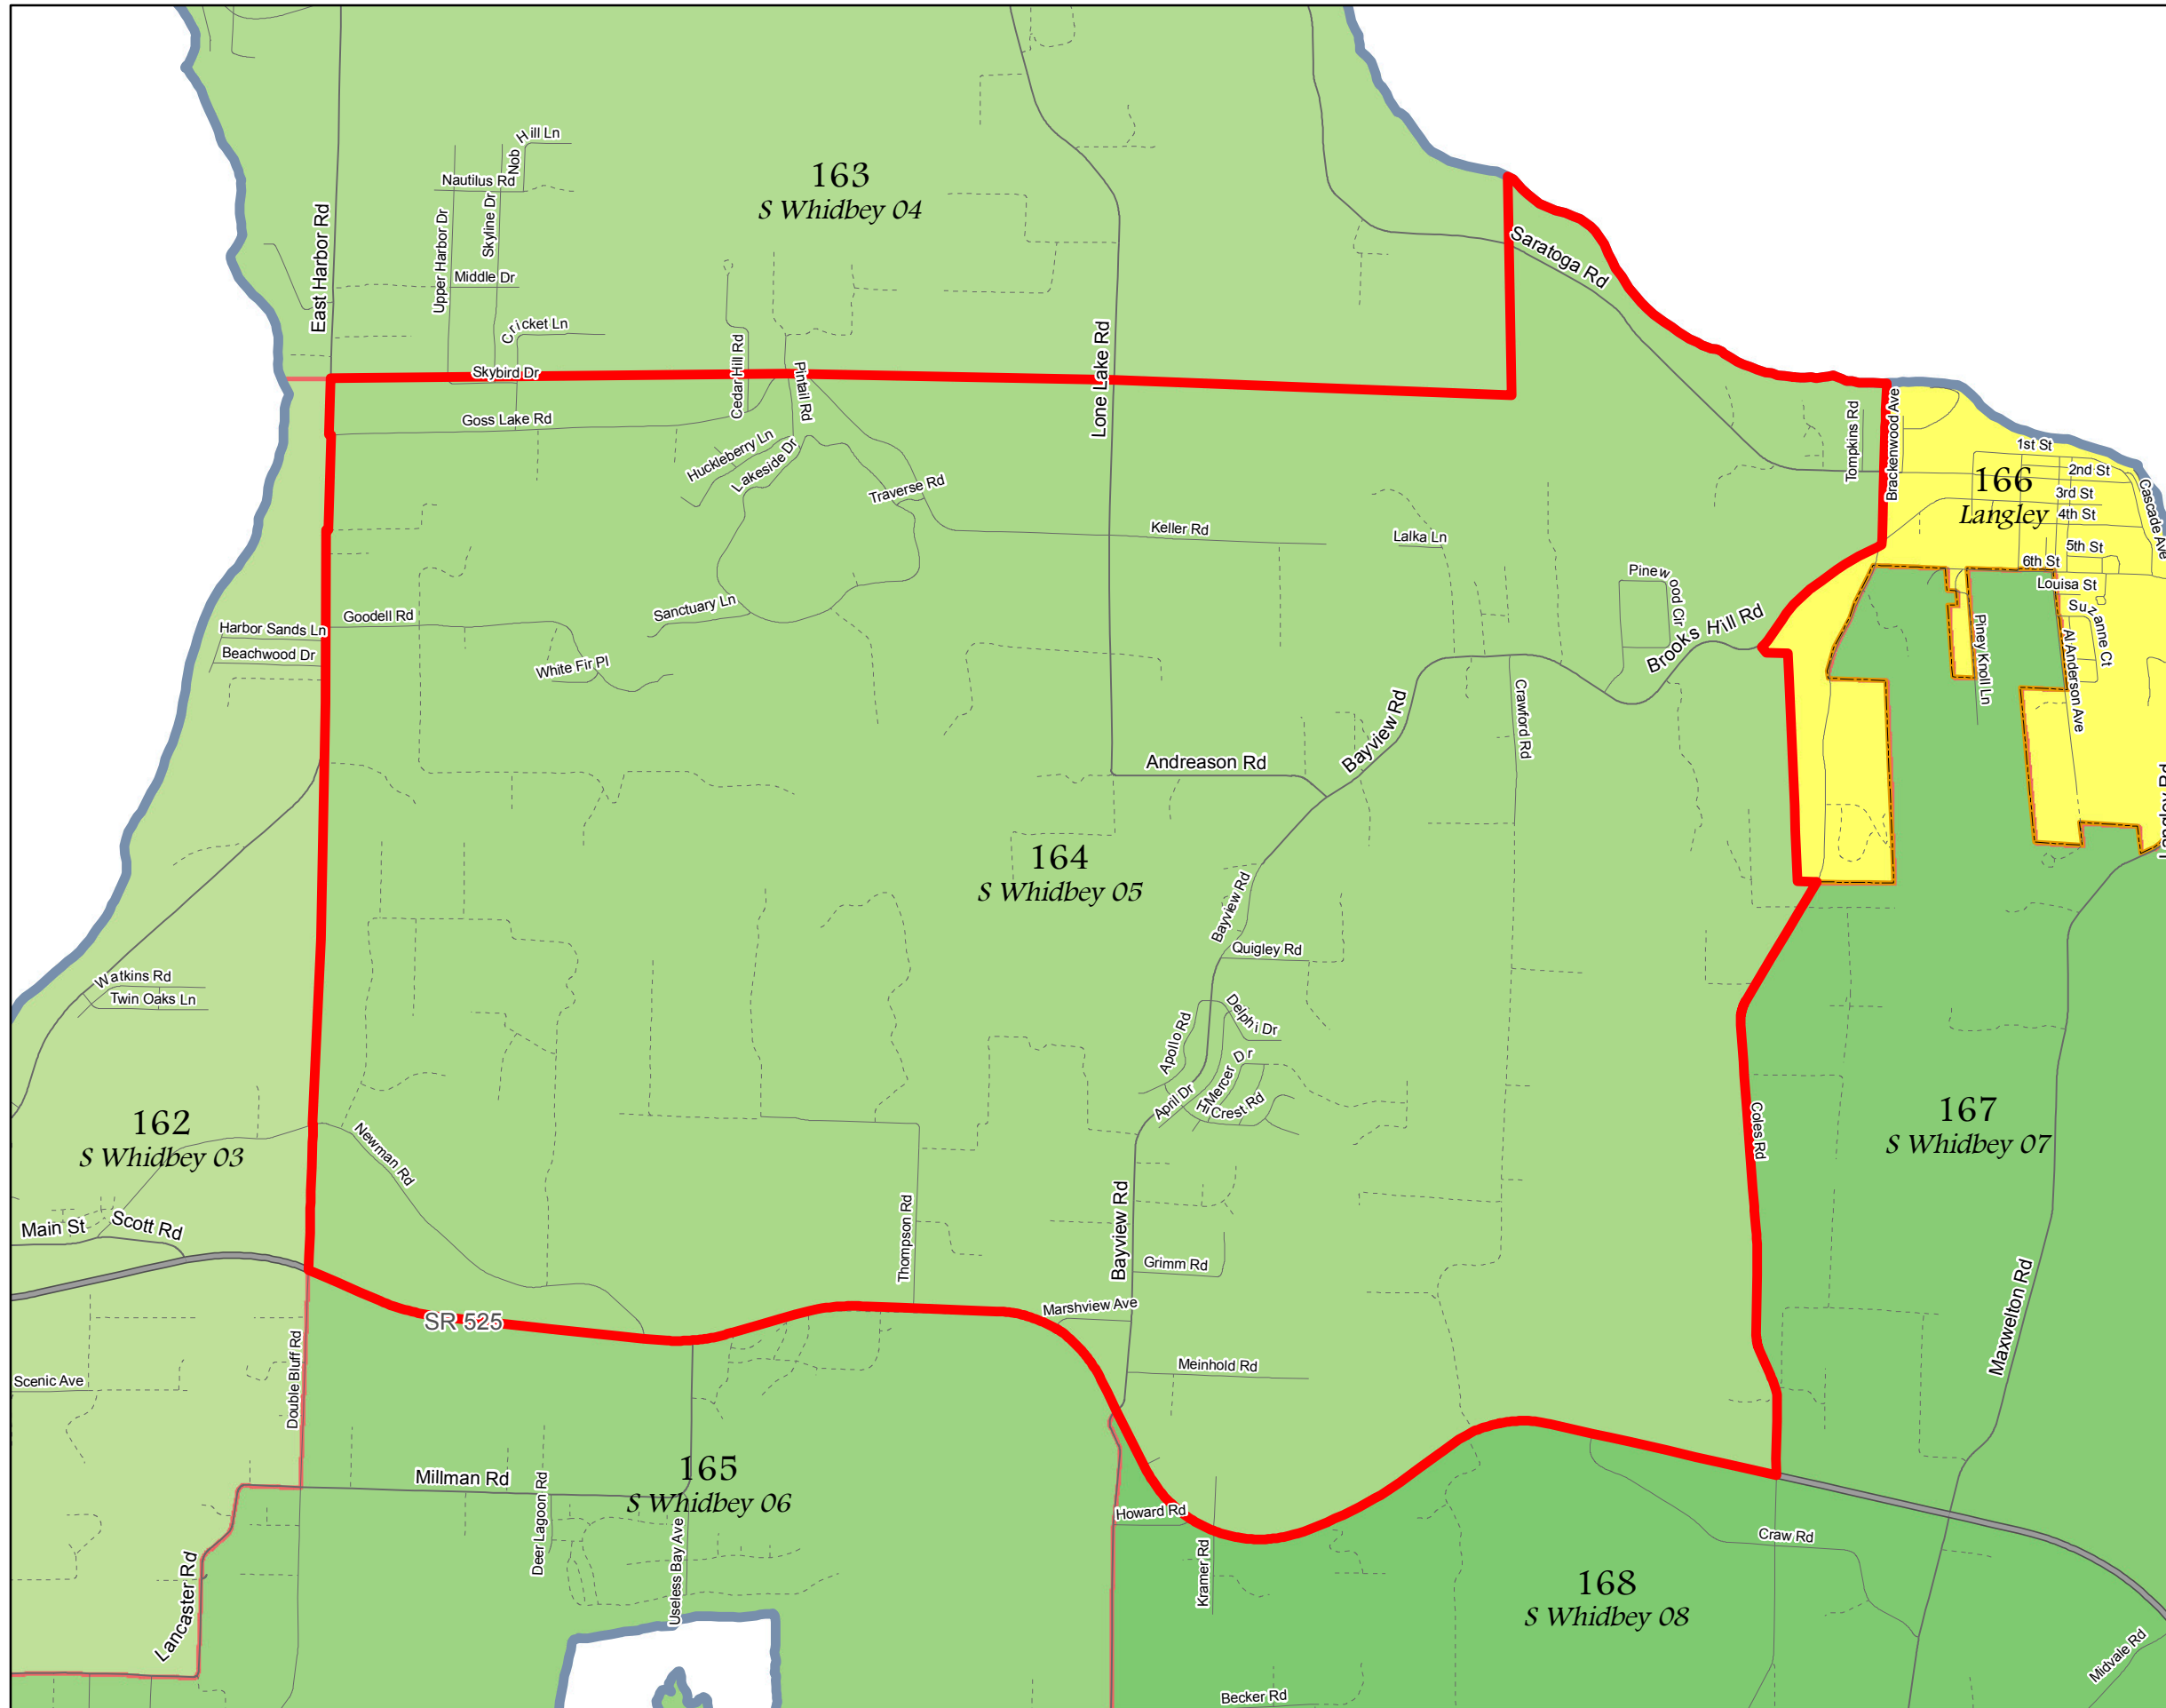 Hill Ln
Nob
Nautilus Rd
Skyline Dr
Upper Harbor Dr
Middle Dr
East Harbor Rd
Cricket Ln
Skybird Dr
Cedar Hill Rd
Pintail Rd
Goss Lake Rd
163
S Whidbey 04
Lone Lake Rd
Saratoga Rd
Huckleberry Ln
Lakeside Dr
Traverse Rd
Keller Rd
Lalka Ln
Tompkins Rd
Brackenwood Ave
1st St
2nd St
166
Langley
3rd St
4th St
Cascade Ave
5th St
6th St
Louisa St
Suzanne Ct
Al Anderson Ave
Piney Knoll Ln
Langley Rd
Pinewood Cir
Brooks Hill Rd
Crawford Rd
Goodell Rd
Sanctuary Ln
Harbor Sands Ln
Beachwood Dr
White Fir Pl
Andreason Rd
Bayview Rd
164
S Whidbey 05
Bayview Rd
Quigley Rd
Watkins Rd
Twin Oaks Ln
Apollo Rd
Delphi Dr
Mercer Dr
April Dr
HiCrest Rd
162
S Whidbey 03
Newman Rd
Coles Rd
167
S Whidbey 07
Main St
Scott Rd
Thompson Rd
Bayview Rd
Grimm Rd
Marshview Ave
SR 525
Maxwelton Rd
Scenic Ave
Double Bluff Rd
Meinhold Rd
Millman Rd
165
S Whidbey 06
Deer Lagoon Rd
Useless Bay Ave
Howard Rd
Kramer Rd
Craw Rd
168
S Whidbey 08
Lancaster Rd
Midvale Rd
Becker Rd